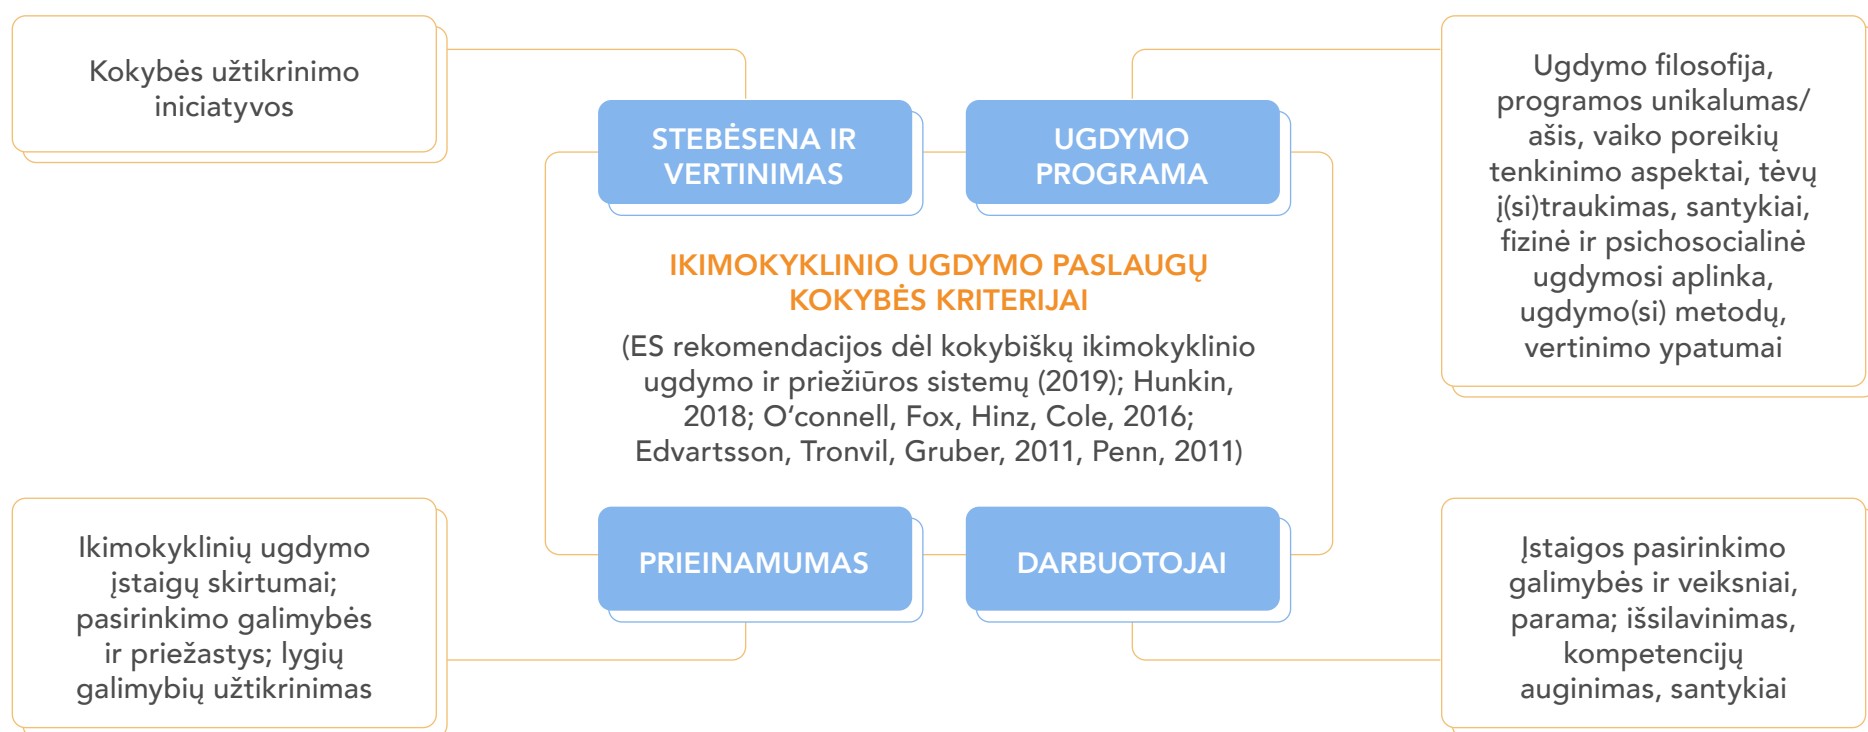 Kokybės užtikrinimo
iniciatyvos
STEBĖSENA IR
VERTINIMAS
UGDYMO
PROGRAMA
Ugdymo filosofija,
programos unikalumas/
ašis, vaiko poreikių
tenkinimo aspektai, tėvų
į(si)traukimas, santykiai,
fizinė ir psichosocialinė
ugdymosi aplinka,
ugdymo(si) metodų,
vertinimo ypatumai
IKIMOKYKLINIO UGDYMO PASLAUGŲ
KOKYBĖS KRITERIJAI
(ES rekomendacijos dėl kokybiškų ikimokyklinio
ugdymo ir priežiūros sistemų (2019); Hunkin,
2018; O‘connell, Fox, Hinz, Cole, 2016;
Edvartsson, Tronvil, Gruber, 2011, Penn, 2011)
Ikimokyklinių ugdymo
įstaigų skirtumai;
pasirinkimo galimybės
ir priežastys; lygių
galimybių užtikrinimas
PRIEINAMUMAS
DARBUOTOJAI
Įstaigos pasirinkimo
galimybės ir veiksniai,
parama; išsilavinimas,
kompetencijų
auginimas, santykiai